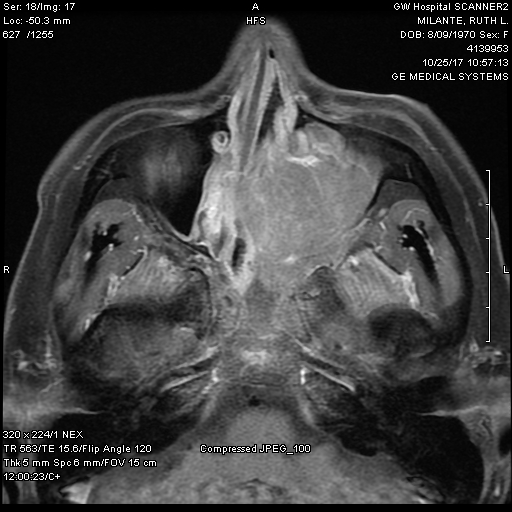 Ser: 18/Img: 17
Loc: -50.3 mm
627 /1255
A
HFS
GW Hospital SCANNER2
MILANTE, RUTH L.
DOB: 8/09/1970 Sex: F
4139953
10/25/17 10:57:13
GE MEDICAL SYSTEMS
R
L
320 x 224/1 NEX
TR 563/TE 15.6/Flip Angle 120
Thk 5 mm Spc 6 mm/FOV 15 cm
12:00:23/C+
Compressed JPEG_100